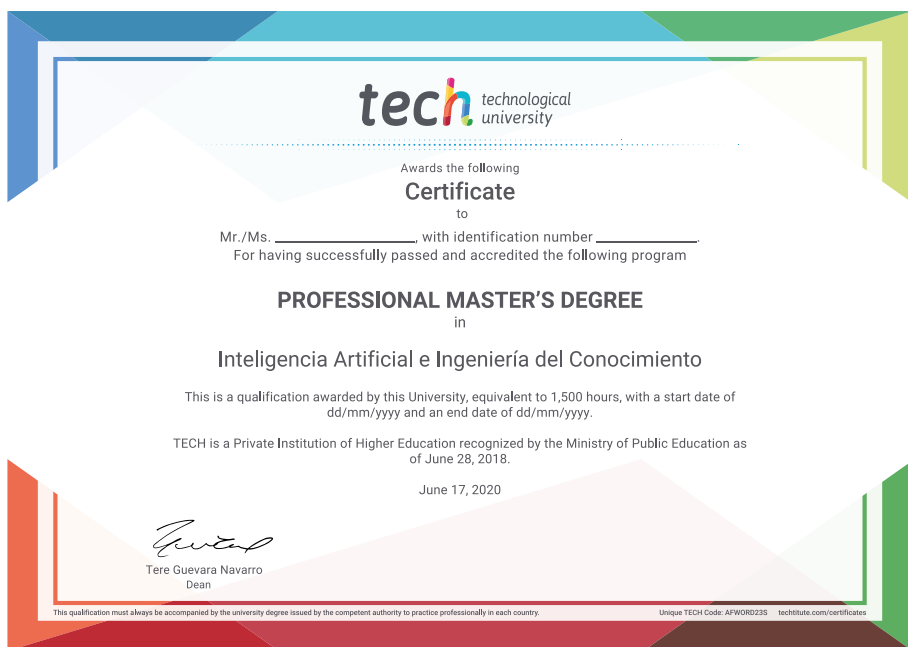 tech technological
university
Awards the following
Certificate
to
Mr./Ms. ____________________, with identification number ______________.
For having successfully passed and accredited the following program
PROFESSIONAL MASTER'S DEGREE
in
Inteligencia Artificial e Ingeniería del Conocimiento
This is a qualification awarded by this University, equivalent to 1,500 hours, with a start date of
dd/mm/yyyy and an end date of dd/mm/yyyy.
TECH is a Private Institution of Higher Education recognized by the Ministry of Public Education as
of June 28, 2018.
June 17, 2020
Tere Guevara Navarro
Dean
This qualification must always be accompanied by the university degree issued by the competent authority to practice professionally in each country.
Unique TECH Code: AFWORD23S techtitute.com/certificates